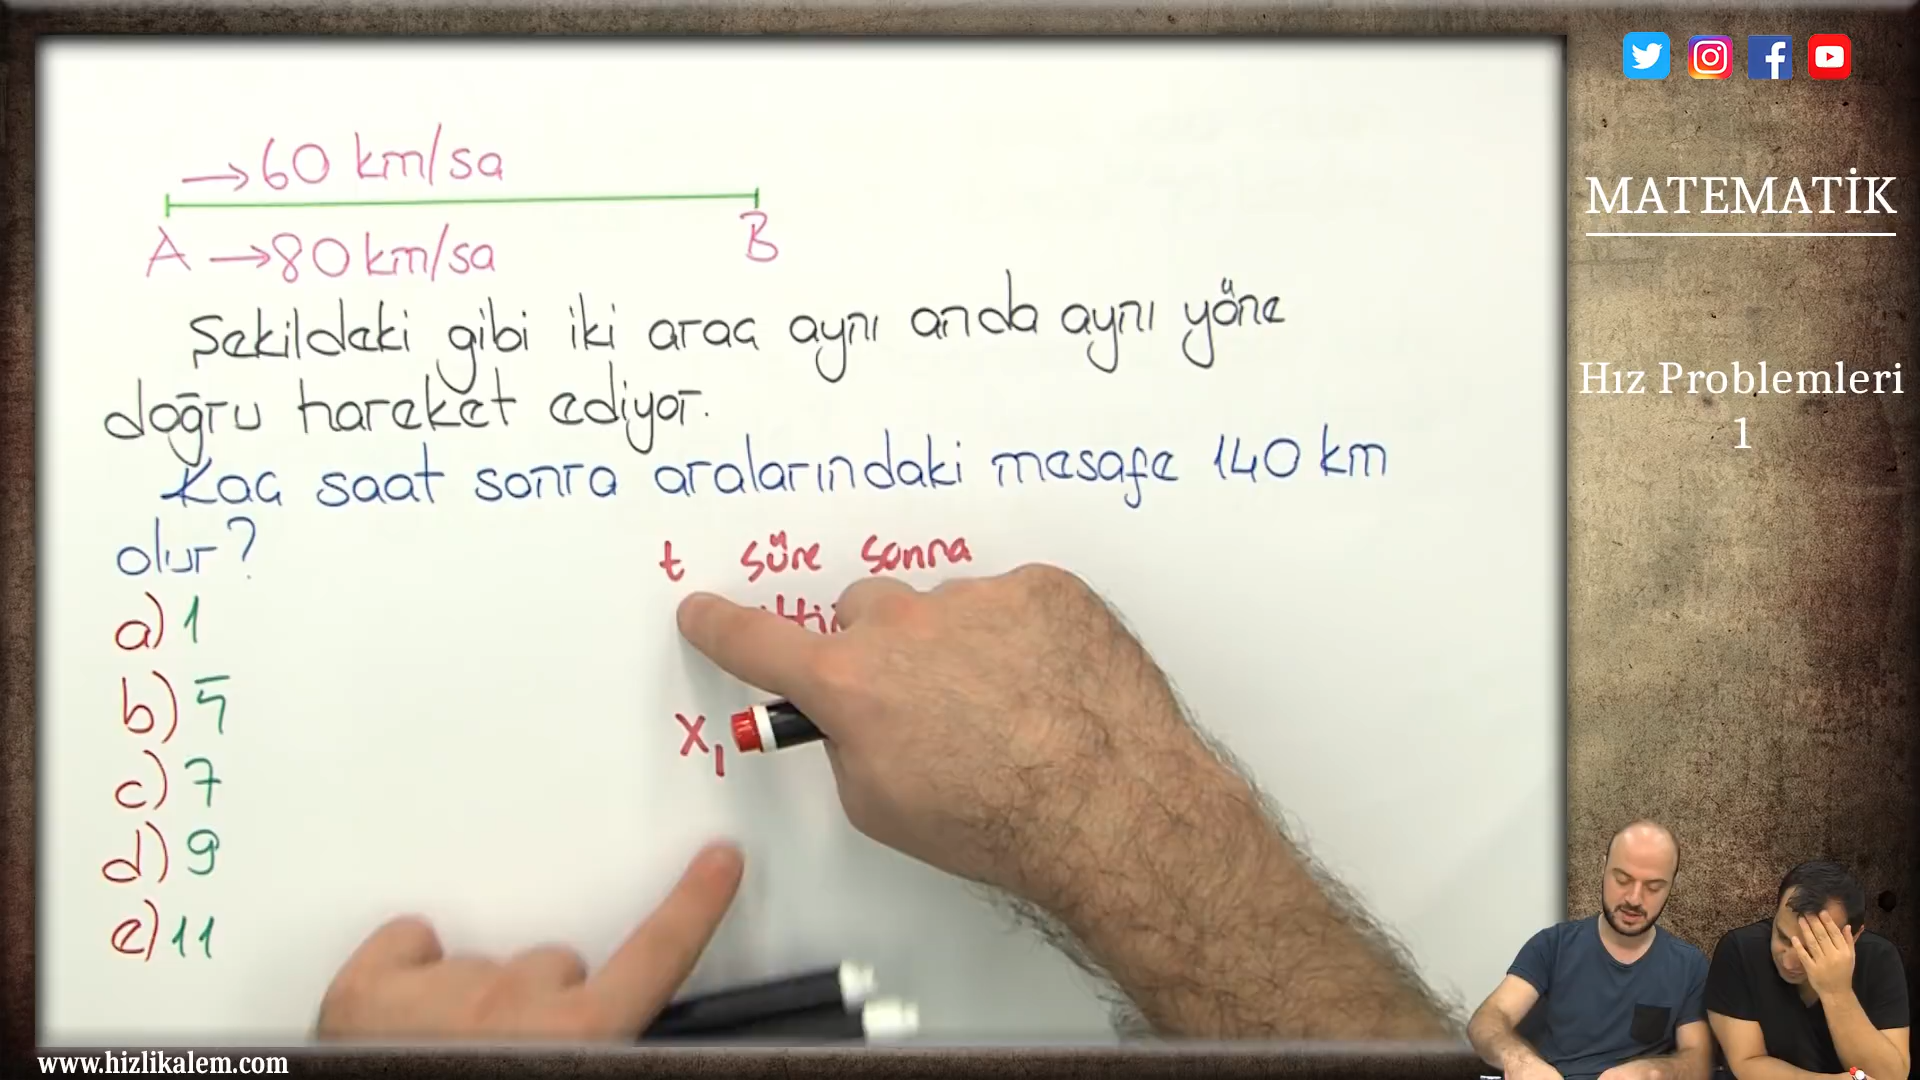 →60 km/sa
A →80 km/sa B
Şekildeki gibi iki araç aynı anda aynı yöne
doğru hareket ediyor.
Kaç saat sonra aralarındaki mesafe 140 km
olur?
t süre sonra
a) 1
b) 5
x₁
c) 7
d) 9
e) 11
MATEMATİK
Hız Problemleri
1
www.hizlikalem.com